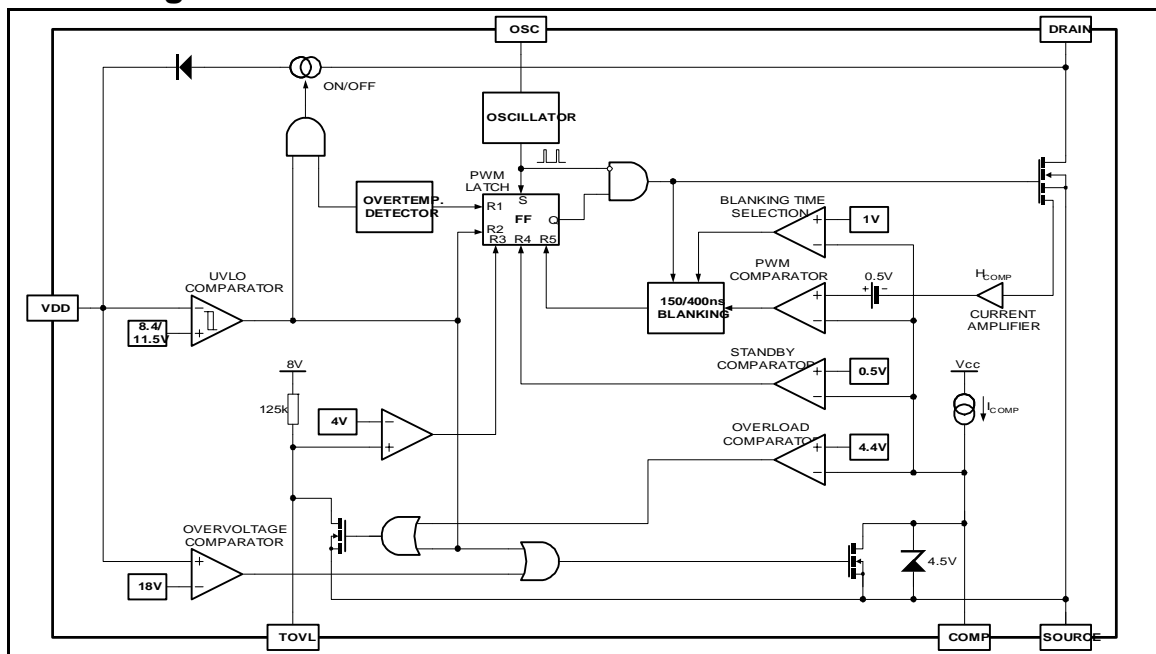 OSC
DRAIN
ON/OFF
OSCILLATOR
PWM
LATCH
OVERTEMP.
DETECTOR
R1
S
FF
Q
R2
R3 R4 R5
BLANKING TIME
SELECTION
+
1V
−
PWM
COMPARATOR
0.5V
+ −
HCOMP
+
−
150/400ns
BLANKING
CURRENT
AMPLIFIER
UVLO
COMPARATOR
VDD
−
8.4/
11.5V
+
STANDBY
COMPARATOR
+
0.5V
−
Vcc
ICOMP
8V
125k
4V
−
+
OVERLOAD
COMPARATOR
+
4.4V
−
OVERVOLTAGE
COMPARATOR
+
18V
−
4.5V
TOVL
COMP
SOURCE